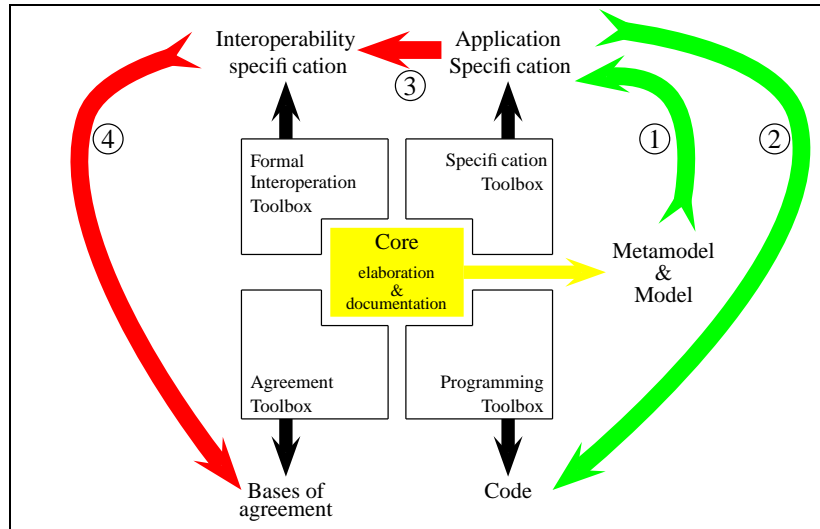 Interoperability
specifi cation
Application
Specifi cation
③
④
①
②
Formal
Interoperation
Toolbox
Specifi cation
Toolbox
Core
elaboration
&
documentation
Metamodel
&
Model
Agreement
Toolbox
Programming
Toolbox
Bases of
agreement
Code